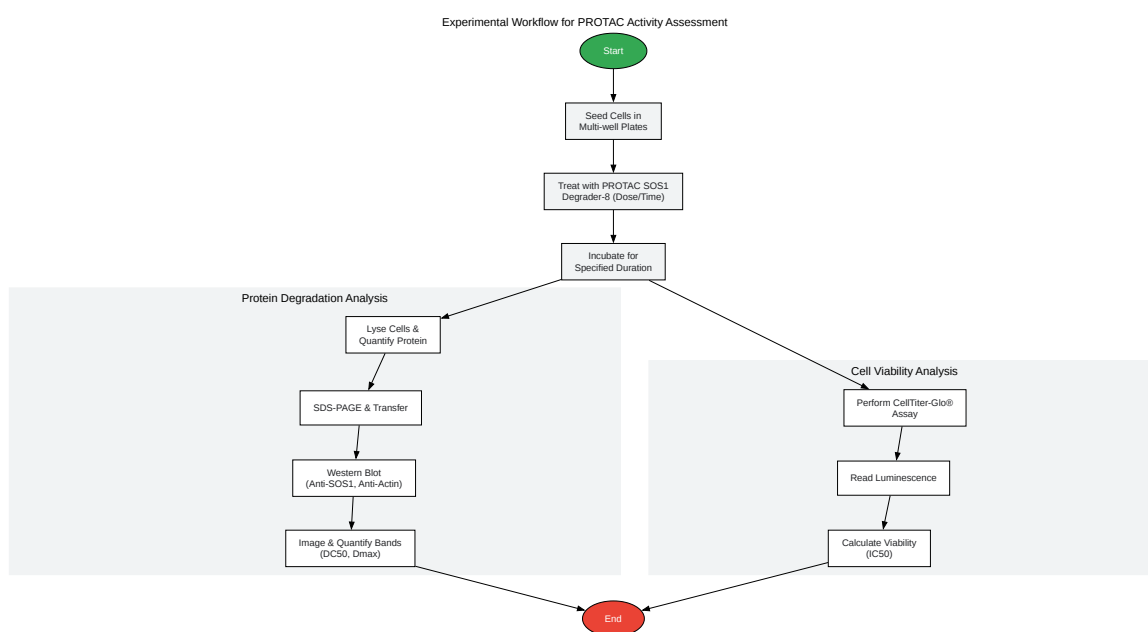 Experimental Workflow for PROTAC Activity Assessment
Start
Seed Cells in
Multi-well Plates
Treat with PROTAC SOS1
Degrader-8 (Dose/Time)
Incubate for
Specified Duration
Protein Degradation Analysis
Lyse Cells &
Quantify Protein
SDS-PAGE & Transfer
Western Blot
(Anti-SOS1, Anti-Actin)
Image & Quantify Bands
(DC50, Dmax)
Cell Viability Analysis
Perform CellTiter-Glo®
Assay
Read Luminescence
Calculate Viability
(IC50)
End